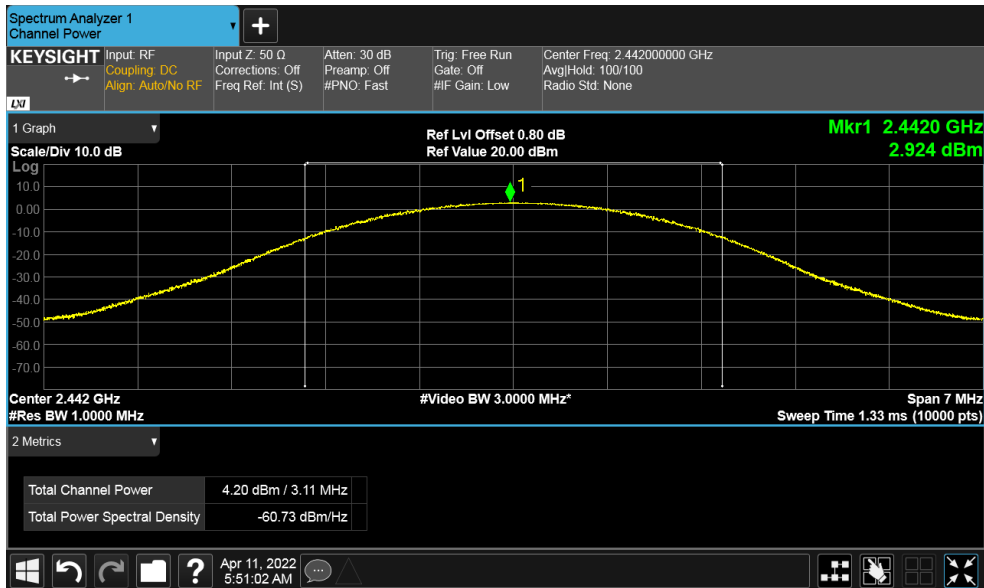 Spectrum Analyzer 1
Channel Power
+
KEYSIGHT
LXI
Input: RF
Coupling: DC
Align: Auto/No RF
Input Z: 50 Ω
Corrections: Off
Freq Ref: Int (S)
Atten: 30 dB
Preamp: Off
#PNO: Fast
Trig: Free Run
Gate: Off
#IF Gain: Low
Center Freq: 2.442000000 GHz
Avg|Hold: 100/100
Radio Std: None
1 Graph
Scale/Div 10.0 dB
Ref Lvl Offset 0.80 dB
Ref Value 20.00 dBm
Mkr1 2.4420 GHz
2.924 dBm
Log
10.0
0.00
-10.0
-20.0
-30.0
-40.0
-50.0
-60.0
-70.0
1
Center 2.442 GHz
#Res BW 1.0000 MHz
#Video BW 3.0000 MHz*
Span 7 MHz
Sweep Time 1.33 ms (10000 pts)
2 Metrics
Total Channel Power 4.20 dBm / 3.11 MHz
Total Power Spectral Density -60.73 dBm/Hz
?
Apr 11, 2022
5:51:02 AM